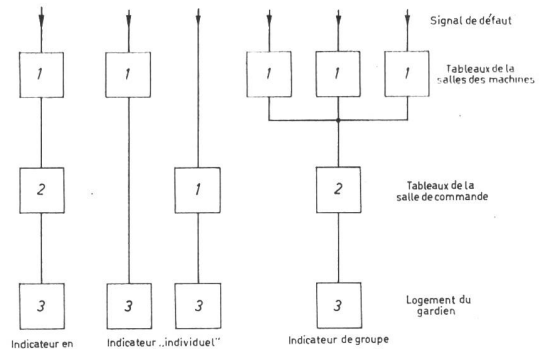 Signal de défaut
1 1 1 1 1
Tableaux de la
salles des machines
2 1 2
Tableaux de la
salle de commande
3 3 3 3
Logement du
gardien
Indicateur en Indicateur „individuel" Indicateur de groupe